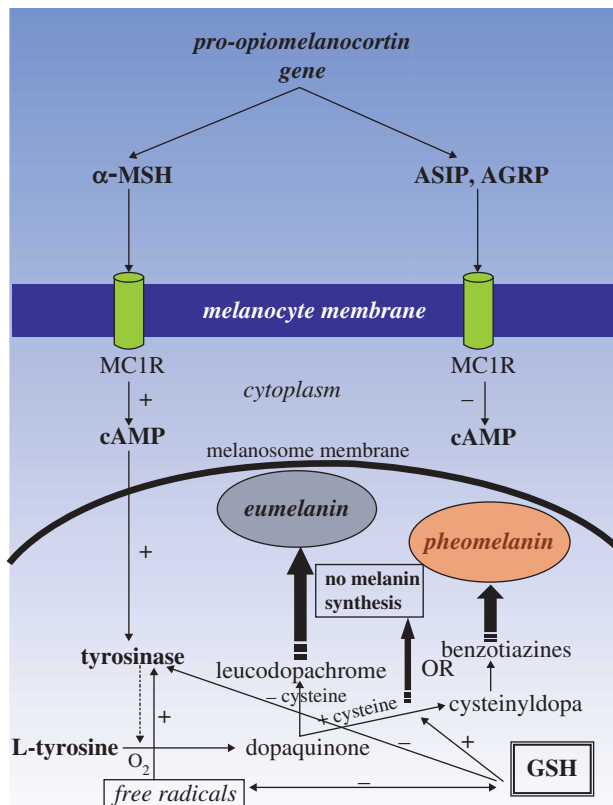 pro-opiomelanocortin
gene
α-MSH
ASIP, AGRP
melanocyte membrane
MC1R
MC1R
+
cytoplasm
–
cAMP
cAMP
melanosome membrane
eumelanin
pheomelanin
+
no melanin
synthesis
benzotiazines
tyrosinase
leucodopachrome
OR
– cysteine
+ cysteine
cysteinyldopa
+
–
+
L-tyrosine
dopaquinone
O2
GSH
free radicals
–